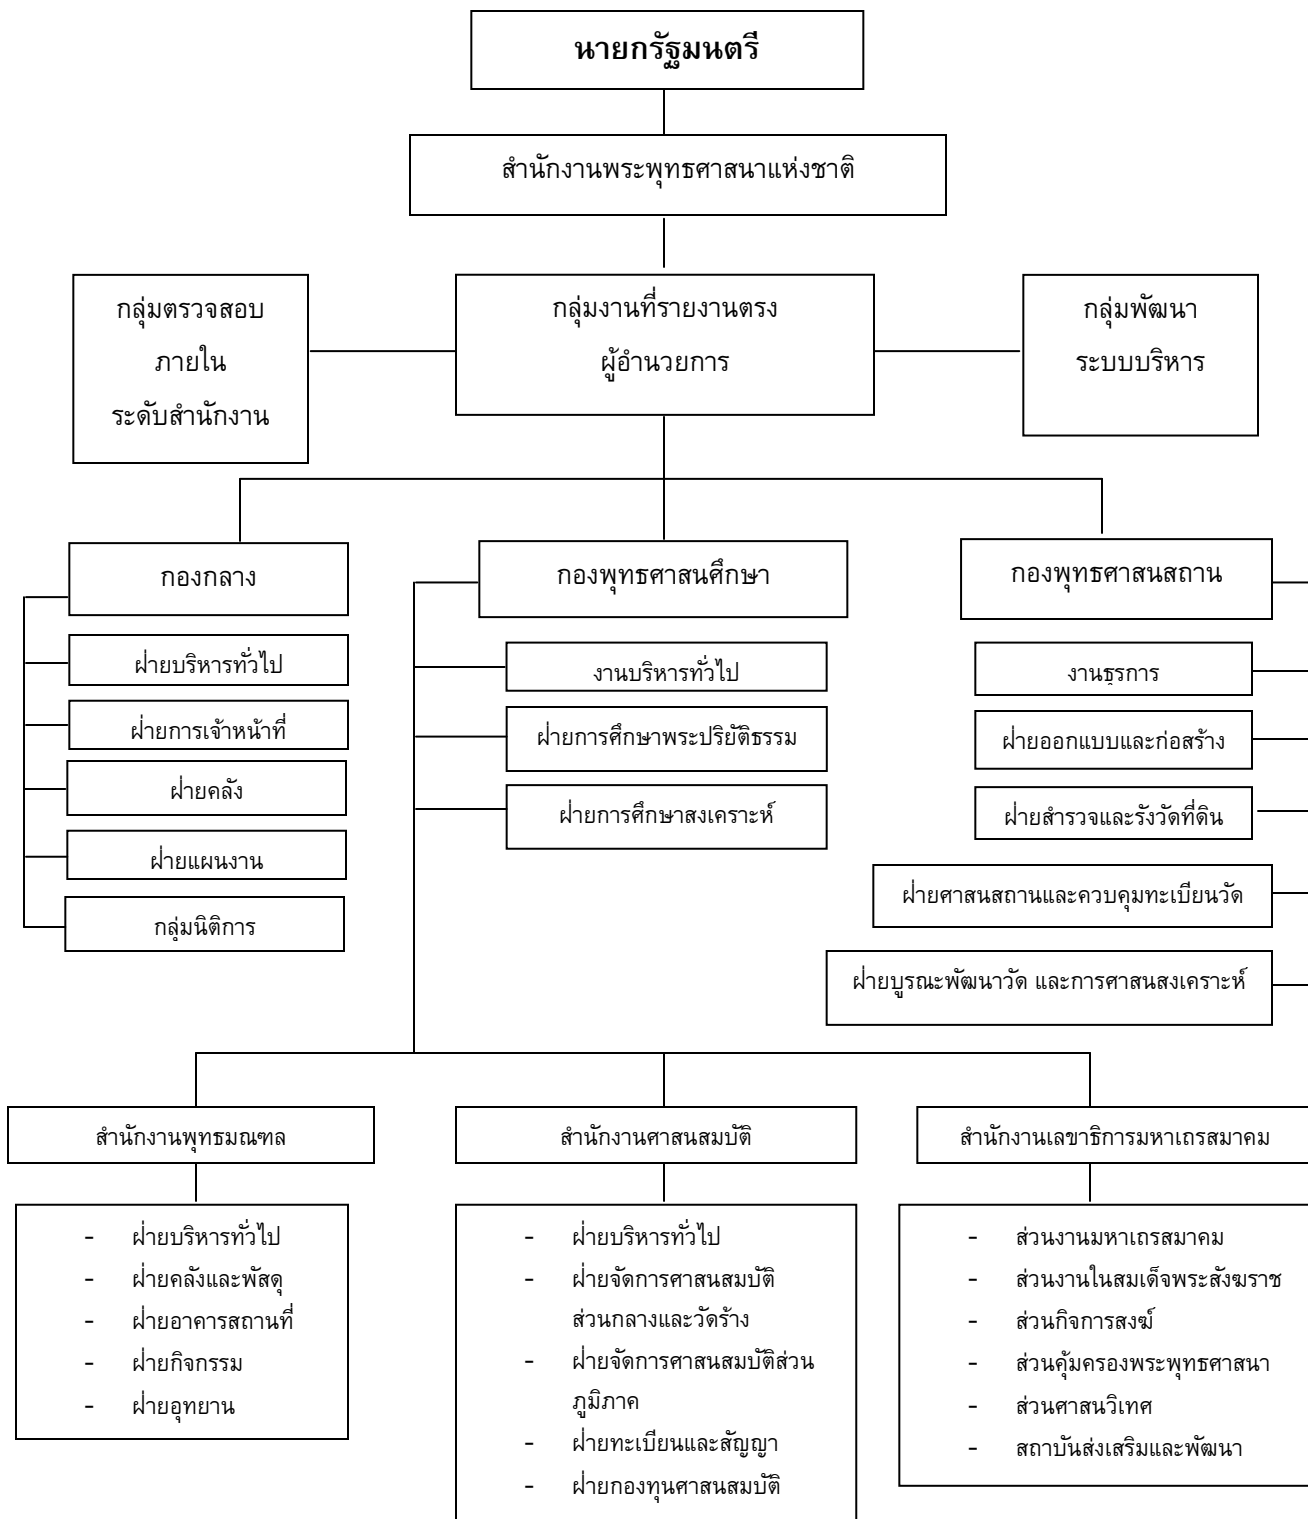 นายกรัฐมนตรี
สำนักงานพระพุทธศาสนาแห่งชาติ
กลุ่มตรวจสอบ
ภายใน
ระดับสำนักงาน
กลุ่มงานที่รายงานตรง
ผู้อำนวยการ
กลุ่มพัฒนา
ระบบบริหาร
กองกลาง
ฝ่ายบริหารทั่วไป
ฝ่ายการเจ้าหน้าที่
ฝ่ายคลัง
ฝ่ายแผนงาน
กลุ่มนิติการ
กองพุทธศาสนศึกษา
งานบริหารทั่วไป
ฝ่ายการศึกษาพระปริยัติธรรม
ฝ่ายการศึกษาสงเคราะห์
กองพุทธศาสนสถาน
งานธุรการ
ฝ่ายออกแบบและก่อสร้าง
ฝ่ายสำรวจและรังวัดที่ดิน
ฝ่ายศาสนสถานและควบคุมทะเบียนวัด
ฝ่ายบูรณะพัฒนาวัด และการศาสนสงเคราะห์
สำนักงานพุทธมณฑล
- ฝ่ายบริหารทั่วไป
- ฝ่ายคลังและพัสดุ
- ฝ่ายอาคารสถานที่
- ฝ่ายกิจกรรม
- ฝ่ายอุทยาน
สำนักงานศาสนสมบัติ
- ฝ่ายบริหารทั่วไป
- ฝ่ายจัดการศาสนสมบัติ
ส่วนกลางและวัดร้าง
- ฝ่ายจัดการศาสนสมบัติส่วน
ภูมิภาค
- ฝ่ายทะเบียนและสัญญา
- ฝ่ายกองทุนศาสนสมบัติ
สำนักงานเลขาธิการมหาเถรสมาคม
- ส่วนงานมหาเถรสมาคม
- ส่วนงานในสมเด็จพระสังฆราช
- ส่วนกิจการสงฆ์
- ส่วนคุ้มครองพระพุทธศาสนา
- ส่วนศาสนวิเทศ
- สถาบันส่งเสริมและพัฒนา